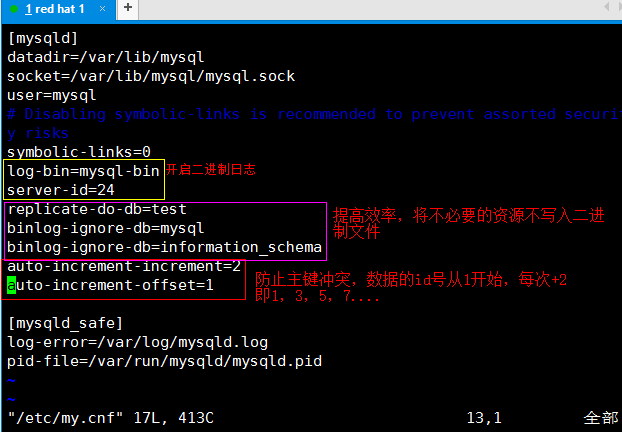 1 red hat 1
[mysqld]
datadir=/var/lib/mysql
socket=/var/lib/mysql/mysql.sock
user=mysql
# Disabling symbolic-links is recommended to prevent assorted securi
ty risks
symbolic-links=0
log-bin=mysql-bin 开启二进制日志
server-id=24
replicate-do-db=test
binlog-ignore-db=mysql
binlog-ignore-db=information_schema
提高效率，将不必要的资源不写入二进
制文件
auto-increment-increment=2
auto-increment-offset=1
防止主键冲突，数据的id号从1开始，每次+2
即1，3，5，7....
[mysqld_safe]
log-error=/var/log/mysqld.log
pid-file=/var/run/mysqld/mysqld.pid
~
~
"/etc/my.cnf" 17L, 413C 13,1 全部